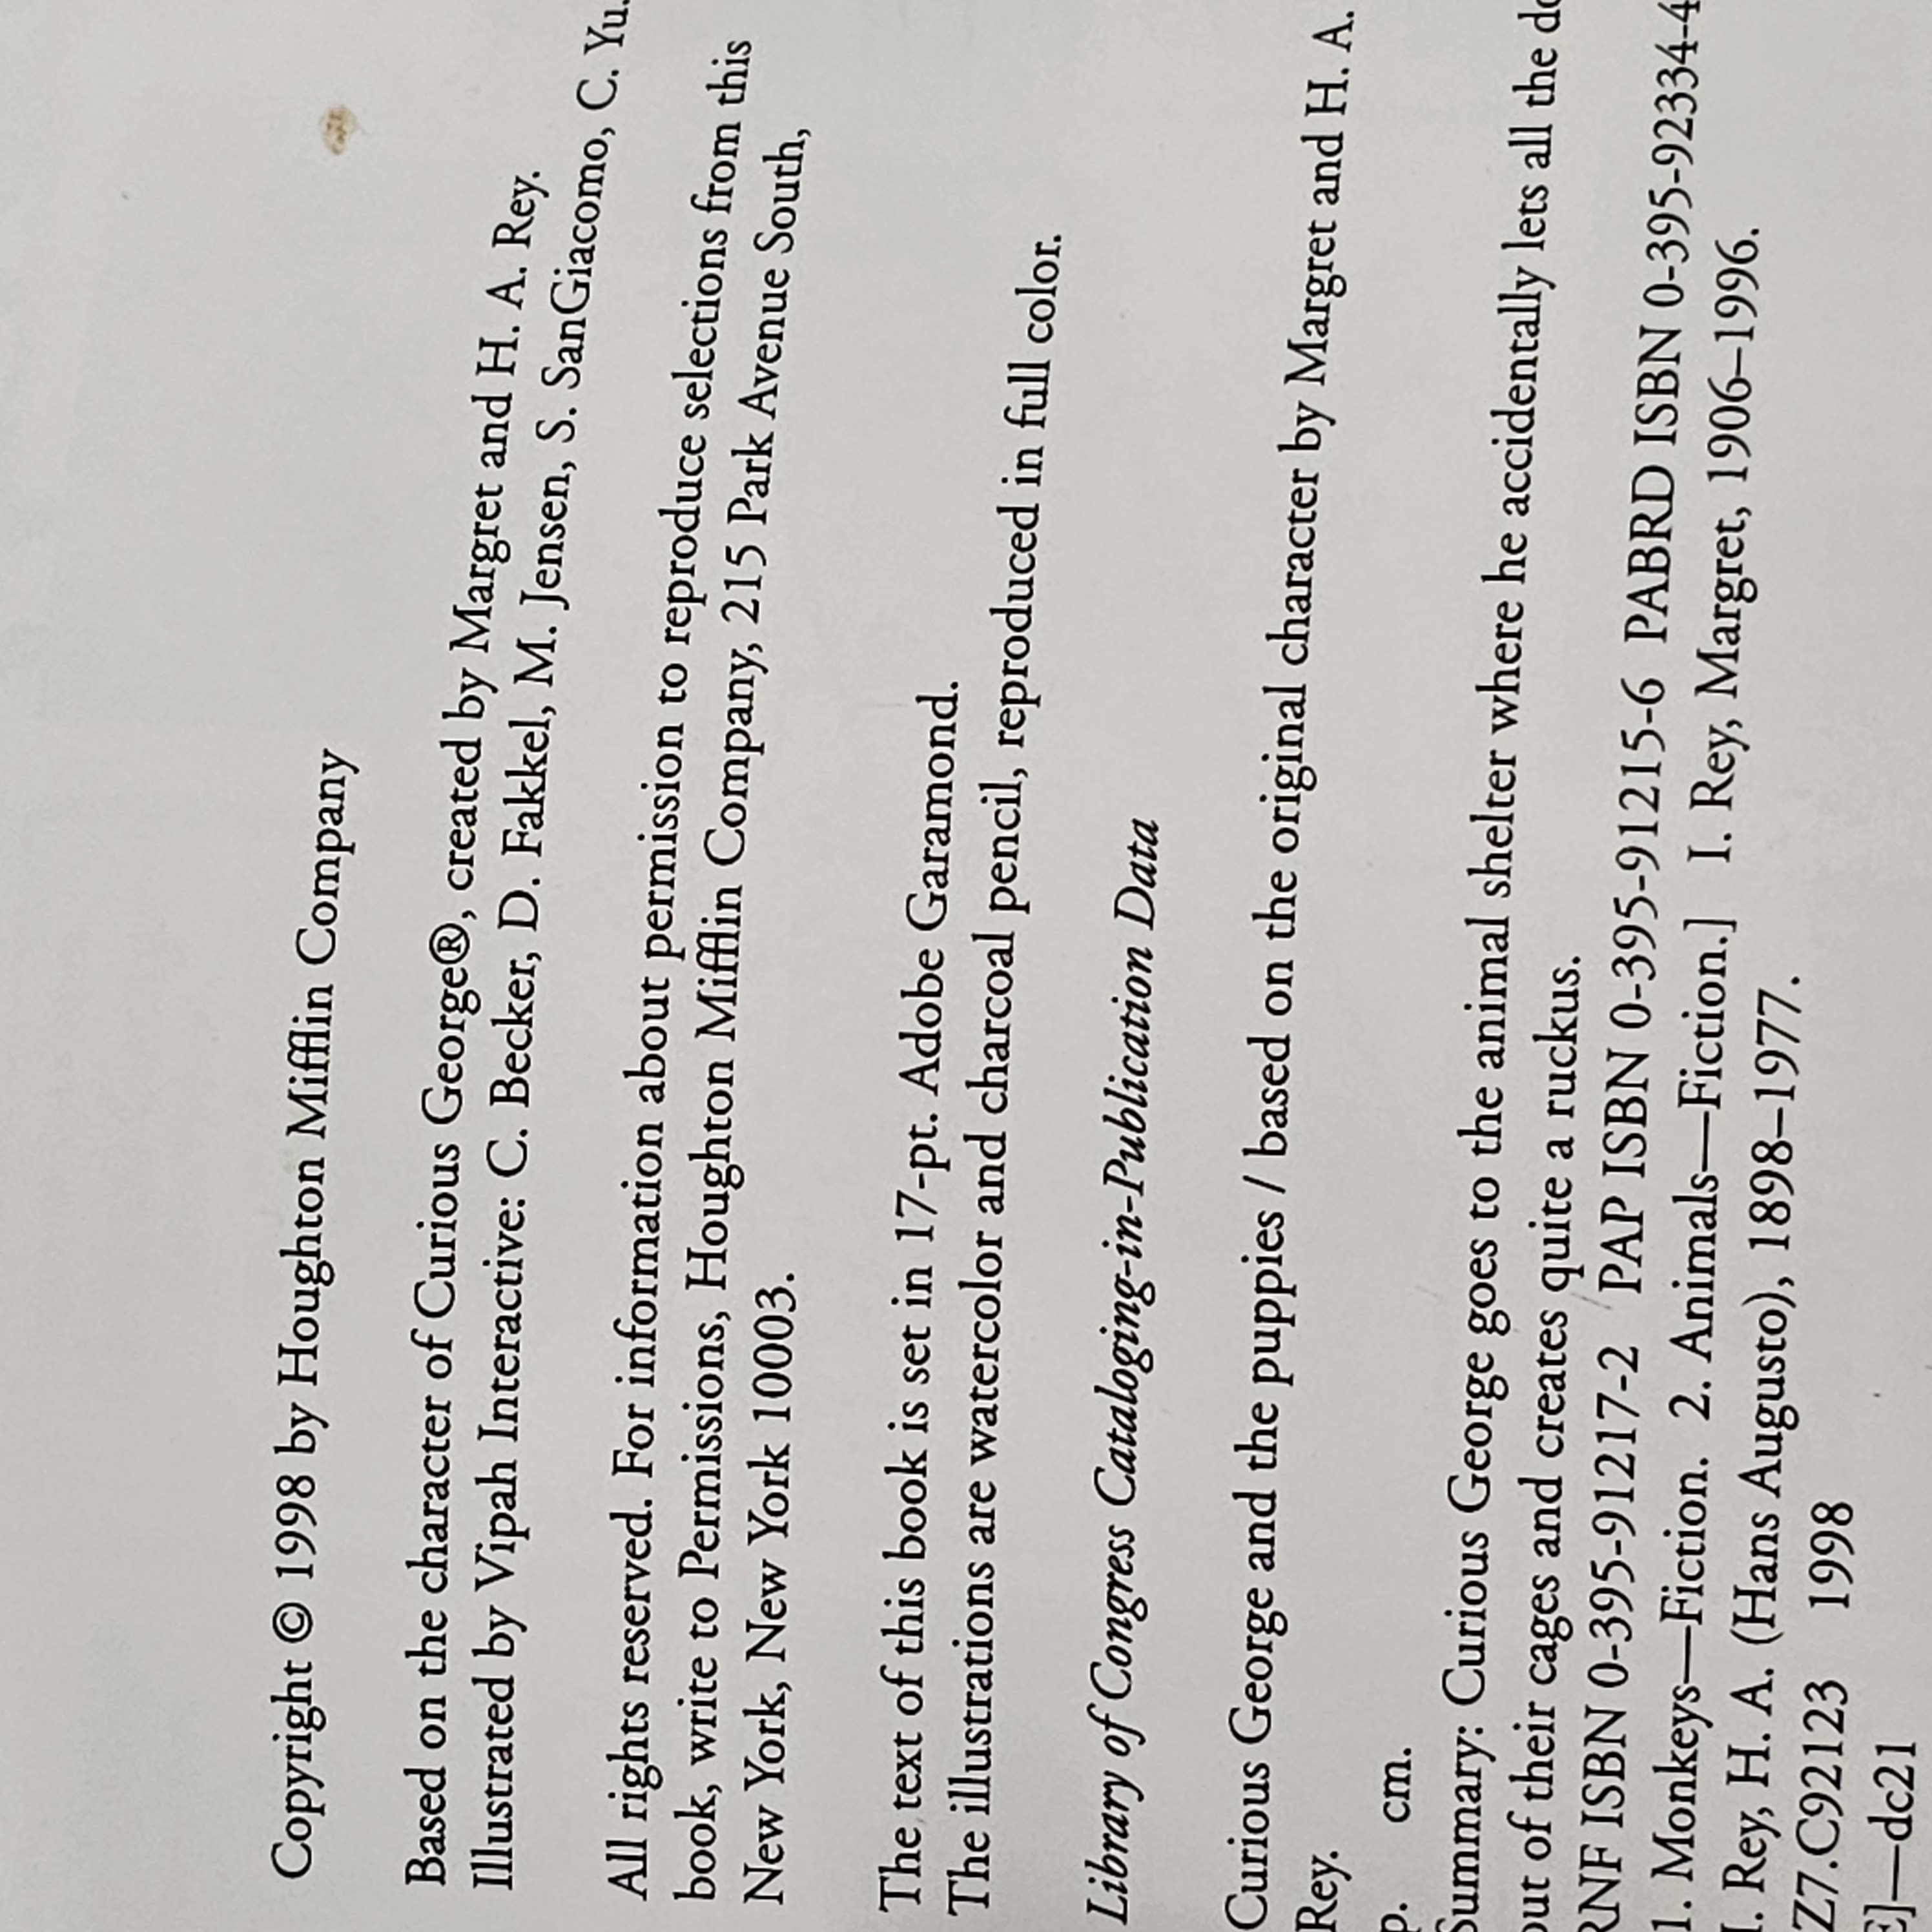 Copyright © 1998 by Houghton Mifflin Company
Based on the character of Curious George®, created by Margret and H. A. Rey.
Illustrated by Vipah Interactive: C. Becker, D. Fakkel, M. Jensen, S. SanGiacomo, C. Yu.
All rights reserved. For information about permission to reproduce selections from this
book, write to Permissions, Houghton Mifflin Company, 215 Park Avenue South,
New York, New York 10003.
The text of this book is set in 17-pt. Adobe Garamond.
The illustrations are watercolor and charcoal pencil, reproduced in full color.
Library of Congress Cataloging-in-Publication Data
Curious George and the puppies / based on the original character by Margret and H. A.
Rey.
p. cm.
Summary: Curious George goes to the animal shelter where he accidentally lets all the
out of their cages and creates quite a ruckus.
RNF ISBN 0-395-91217-2 PAP ISBN 0-395-91215-6 PABRD ISBN 0-395-92334-4
1. Monkeys—Fiction. 2. Animals—Fiction.] I. Rey, Margret, 1906–1996.
I. Rey, H. A. (Hans Augusto), 1898–1977.
Z7.C92123 1998
E]—dc21